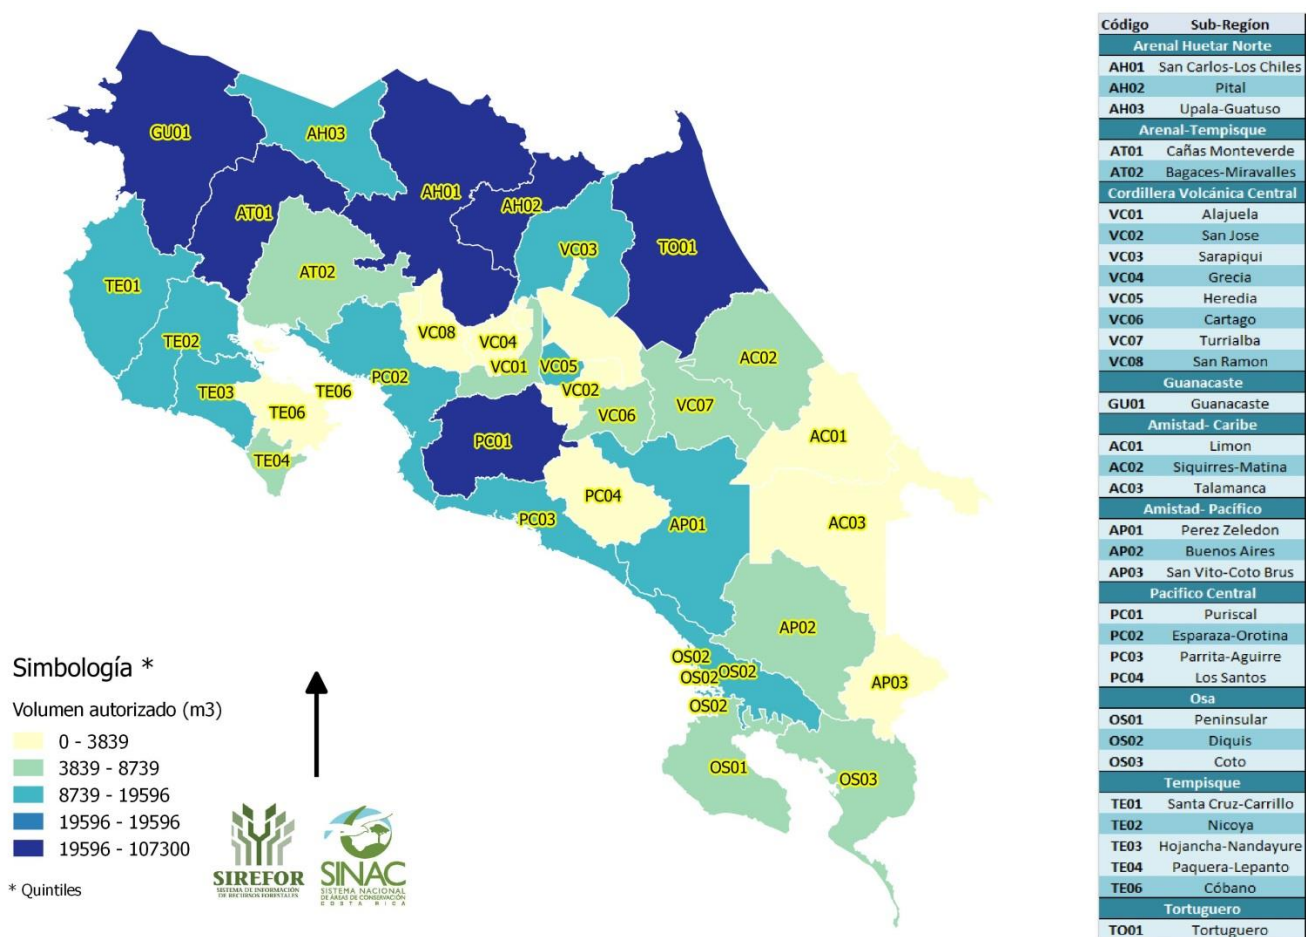 GU01
AH03
AH01
AT01
AH02
VC03
TO01
AT02
TE01
TE02
VC08
VC04
VC01
VC05
AC02
PC02
TE03
TE06
TE06
VC02
VC06
VC07
AC01
PC01
TE04
PC04
PC03
AP01
AC03
AP02
OS02
OS02
OS02
OS02
AP03
OS01
OS03
Simbología *
Volumen autorizado (m3)
0 - 3839
3839 - 8739
8739 - 19596
19596 - 19596
19596 - 107300
* Quintiles
SIREFOR
SISTEMA DE INFORMACIÓN
DE RECURSOS FORESTALES
SINAC
SISTEMA NACIONAL
DE ÁREAS DE CONSERVACIÓN
COSTA RICA
Código Sub-Regíon
Arenal Huetar Norte
AH01 San Carlos-Los Chiles
AH02 Pital
AH03 Upala-Guatuso
Arenal-Tempisque
AT01 Cañas Monteverde
AT02 Bagaces-Miravalles
Cordillera Volcánica Central
VC01 Alajuela
VC02 San Jose
VC03 Sarapiqui
VC04 Grecia
VC05 Heredia
VC06 Cartago
VC07 Turrialba
VC08 San Ramon
Guanacaste
GU01 Guanacaste
Amistad- Caribe
AC01 Limon
AC02 Siquirres-Matina
AC03 Talamanca
Amistad- Pacífico
AP01 Perez Zeledon
AP02 Buenos Aires
AP03 San Vito-Coto Brus
Pacifico Central
PC01 Puriscal
PC02 Esparaza-Orotina
PC03 Parrita-Aguirre
PC04 Los Santos
Osa
OS01 Peninsular
OS02 Diquis
OS03 Coto
Tempisque
TE01 Santa Cruz-Carrillo
TE02 Nicoya
TE03 Hojancha-Nandayure
TE04 Paquera-Lepanto
TE06 Cóbano
Tortuguero
TO01 Tortuguero